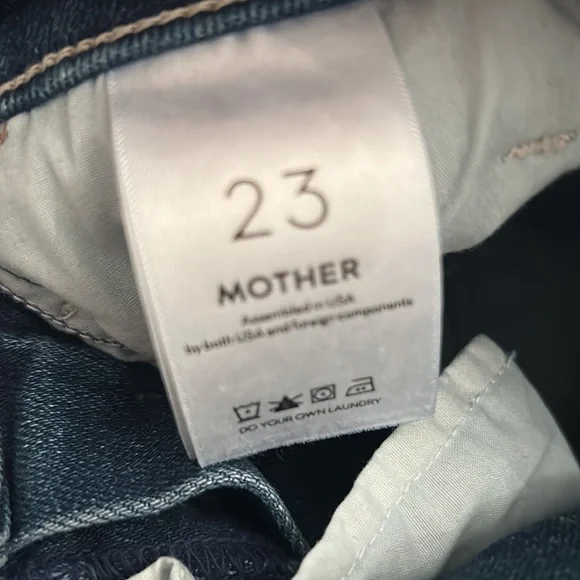 23
MOTHER
Assembled in USA
by both USA and foreign components
DO YOUR OWN LAUNDRY